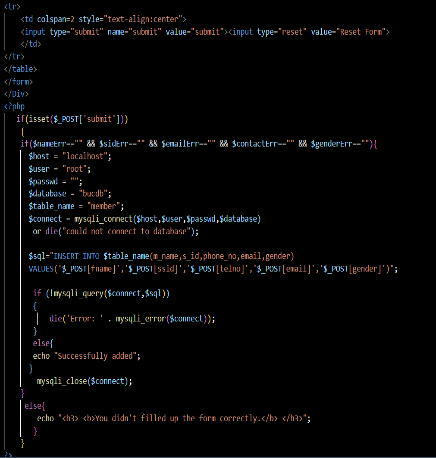 <tr>
<td colspan=2 style="text-align:center">
<input type="submit" name="submit" value="submit"><input type="reset" value="Reset Form">
</td>
</tr>
</table>
</form>
</Div>
<?php
if(isset($_POST['submit']))
{
if($nameErr=="" && $sidErr=="" && $emailErr=="" && $contactErr=="" && $genderErr==""){
$host = "localhost";
$user = "root";
$passwd = "";
$database = "bucdb";
$table_name = "member";
$connect = mysqli_connect($host,$user,$passwd,$database)
or die("could not connect to database");
$sql="INSERT INTO $table_name(m_name,s_id,phone_no,email,gender)
VALUES('$_POST[fname]','$_POST[ssid]','$_POST[telno]','$_POST[email]','$_POST[gender]')";
if (!mysqli_query($connect,$sql))
{
die('Error: ' . mysqli_error($connect));
}
else{
echo "Successfully added";
}
mysqli_close($connect);
}
else{
echo "<h3> <b>You didn't filled up the form correctly.</b> </h3>";
}
}
?>